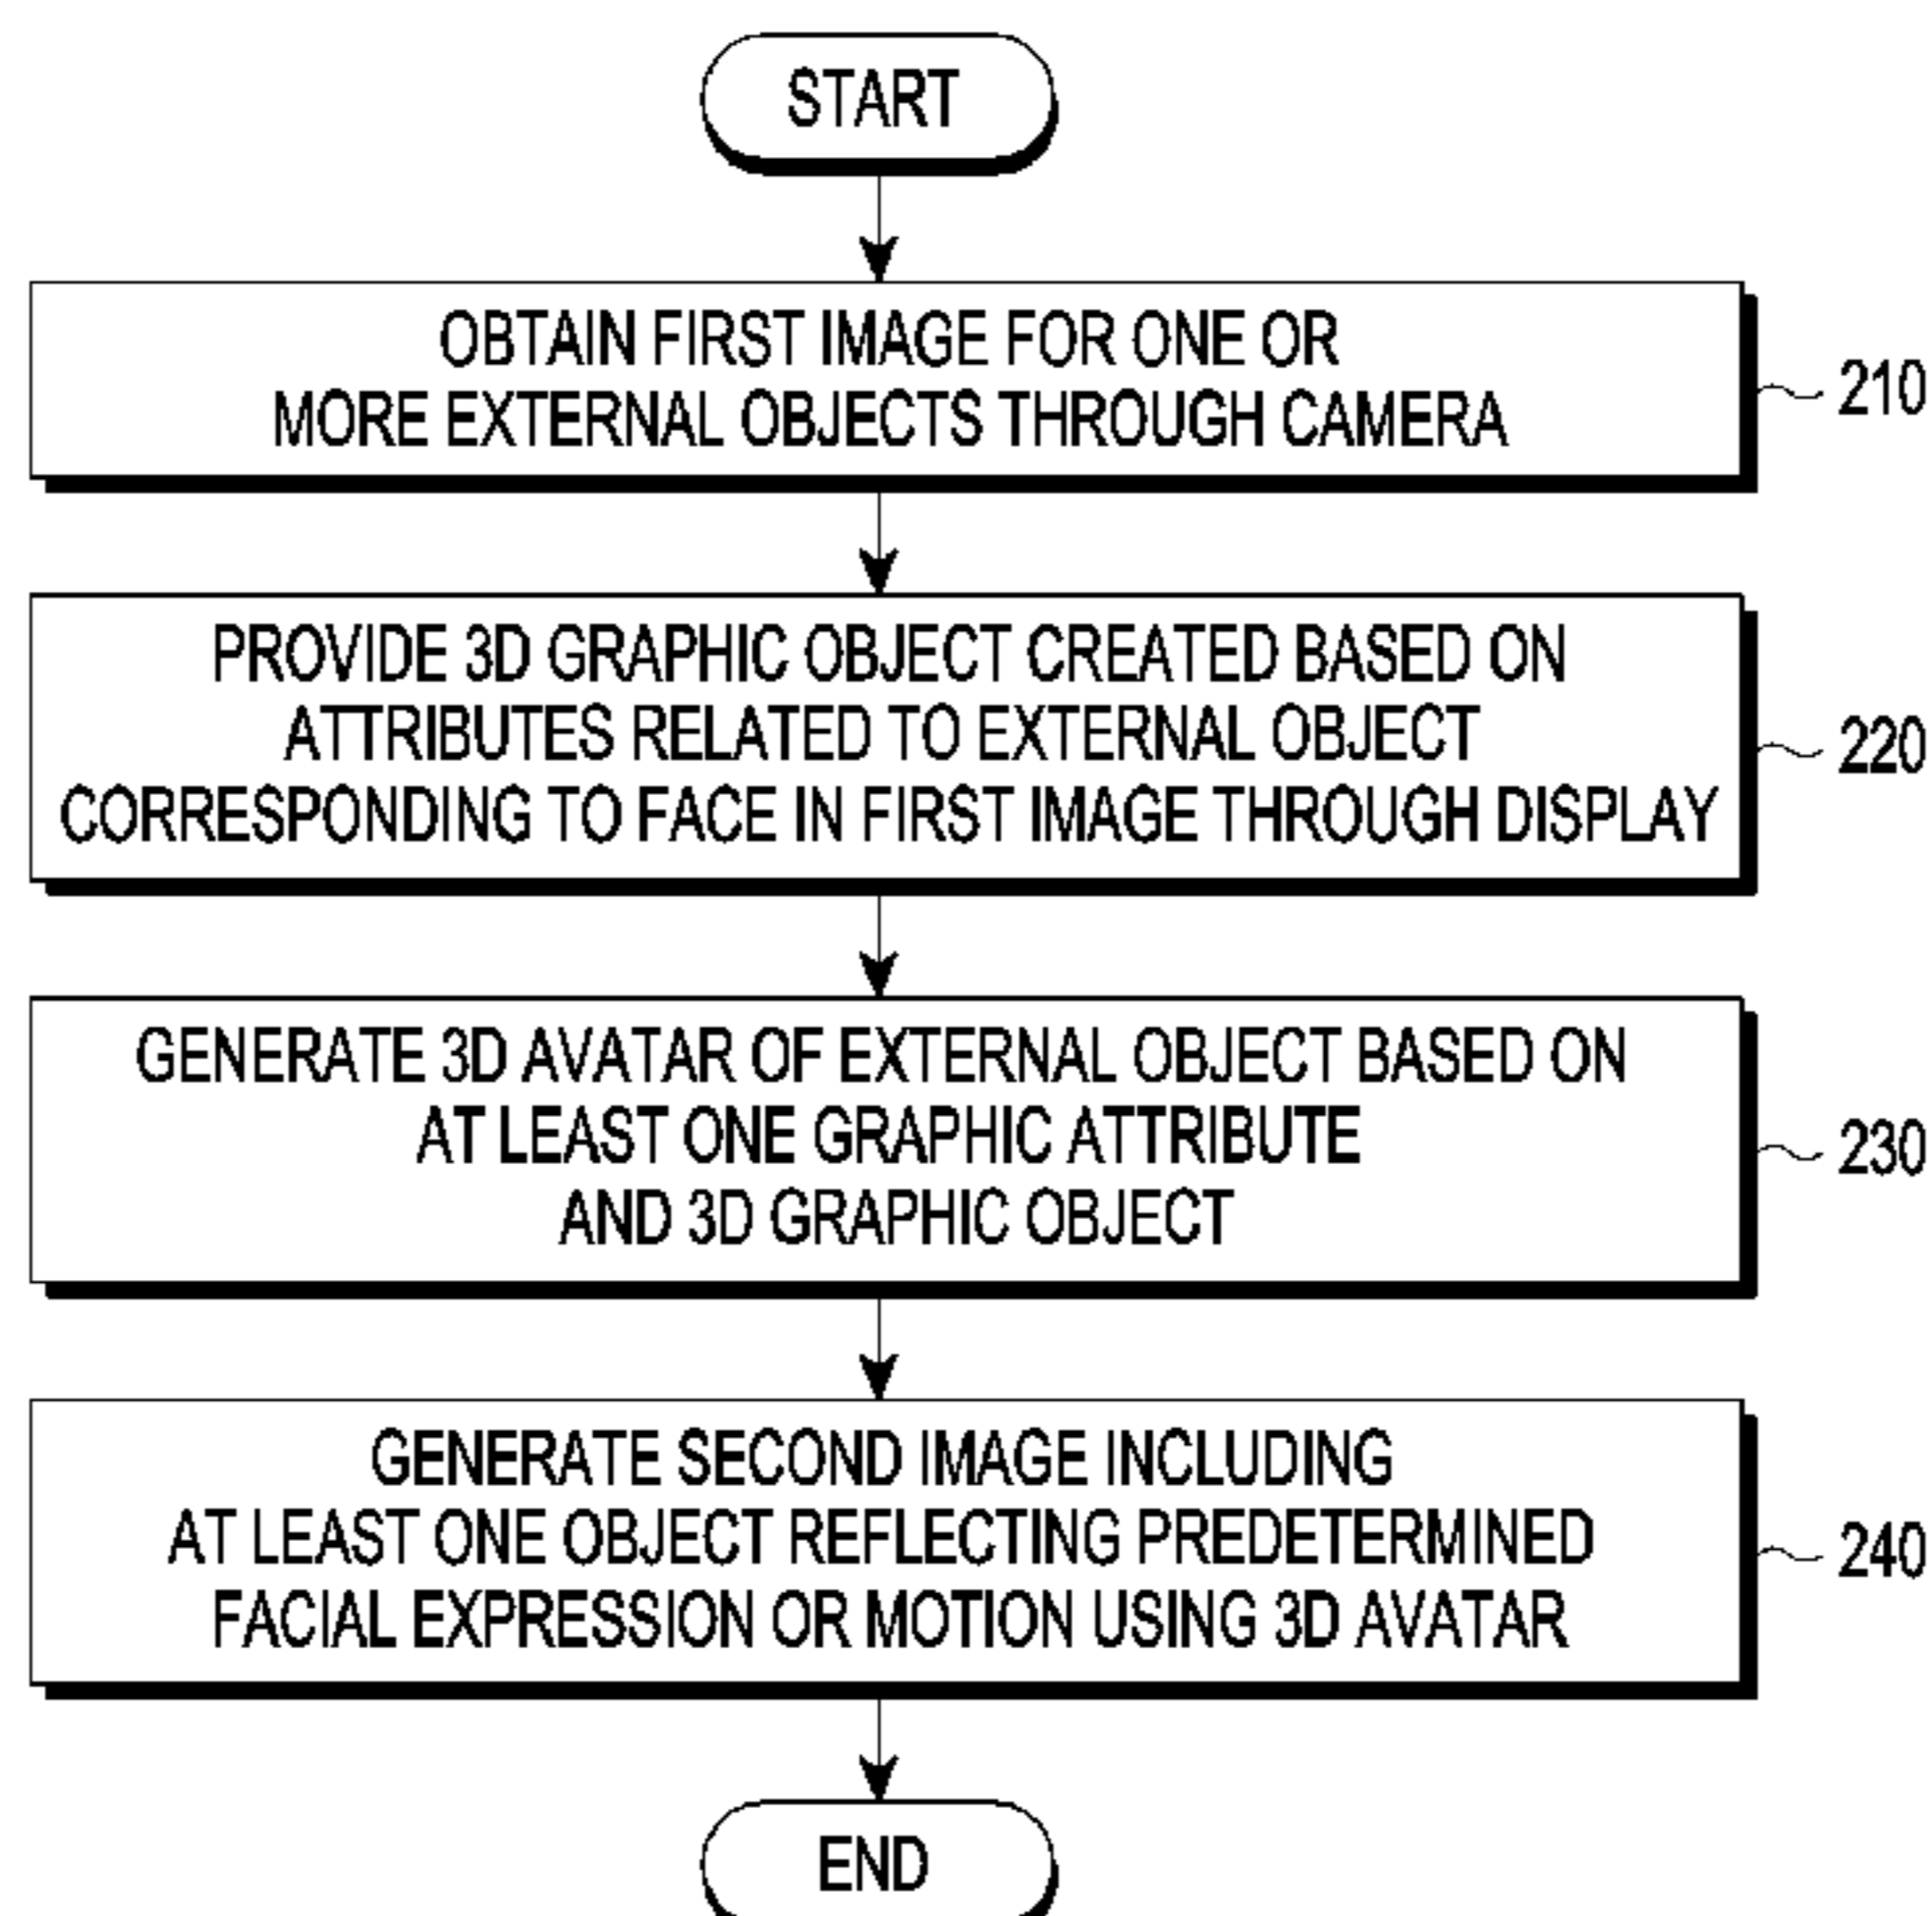 START
OBTAIN FIRST IMAGE FOR ONE OR
MORE EXTERNAL OBJECTS THROUGH CAMERA
210
PROVIDE 3D GRAPHIC OBJECT CREATED BASED ON
ATTRIBUTES RELATED TO EXTERNAL OBJECT
CORRESPONDING TO FACE IN FIRST IMAGE THROUGH DISPLAY
220
GENERATE 3D AVATAR OF EXTERNAL OBJECT BASED ON
AT LEAST ONE GRAPHIC ATTRIBUTE
AND 3D GRAPHIC OBJECT
230
GENERATE SECOND IMAGE INCLUDING
AT LEAST ONE OBJECT REFLECTING PREDETERMINED
FACIAL EXPRESSION OR MOTION USING 3D AVATAR
240
END